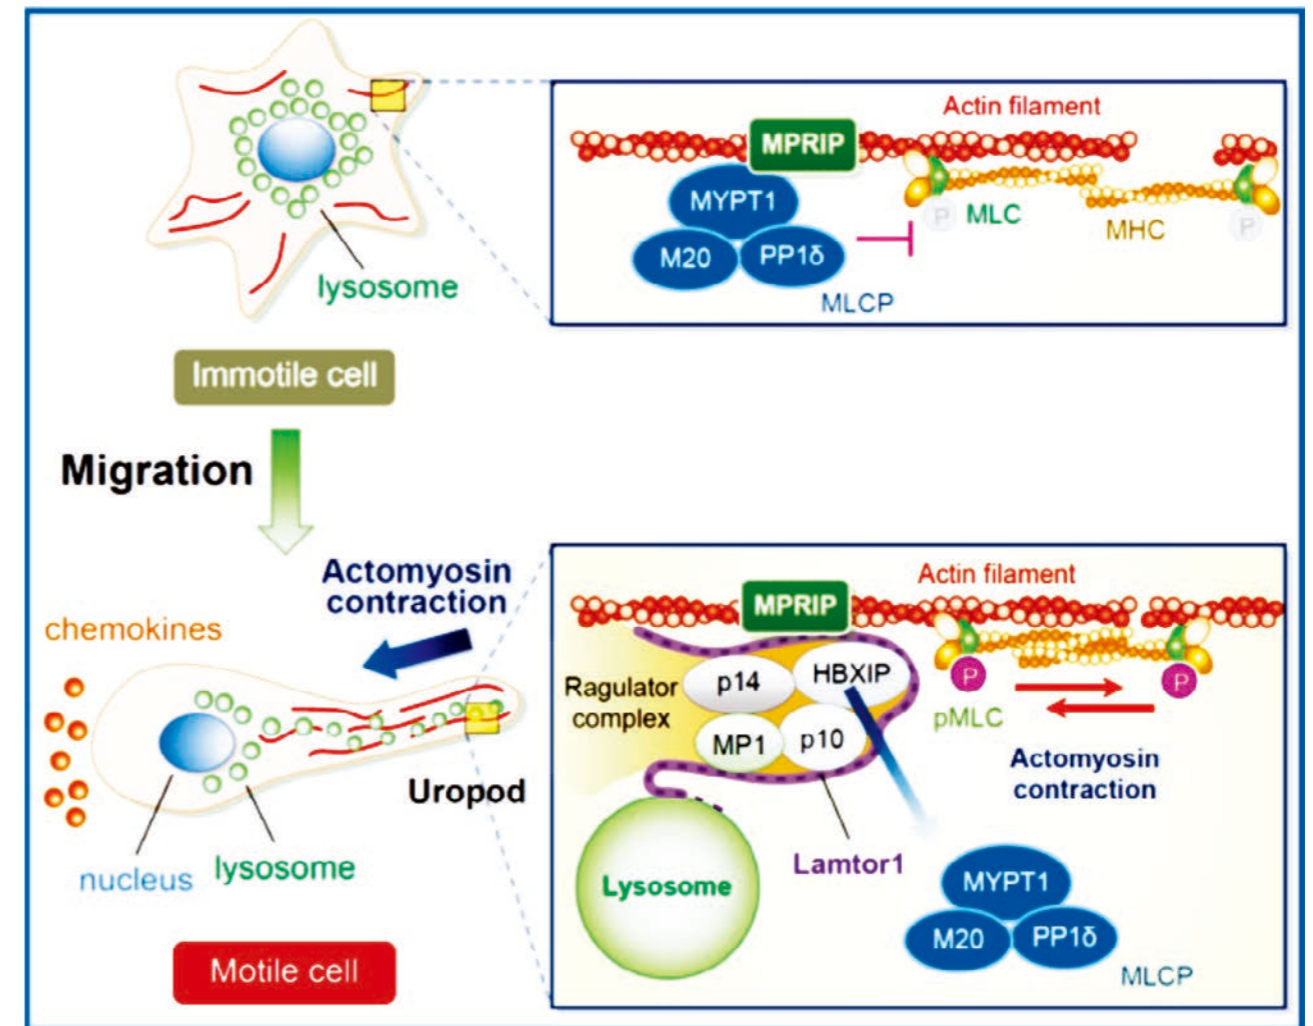 Actin filament
MPRIP
MYPT1
M20
PP1δ
MLCP
P
MLC
MHC
P
lysosome
Immotile cell
Migration
Actomyosin
contraction
chemokines
Uropod
nucleus
lysosome
Motile cell
Actin filament
MPRIP
Ragulator
complex
p14
HBXIP
MP1
p10
P
P
pMLC
Actomyosin
contraction
Lamtor1
Lysosome
MYPT1
M20
PP1δ
MLCP